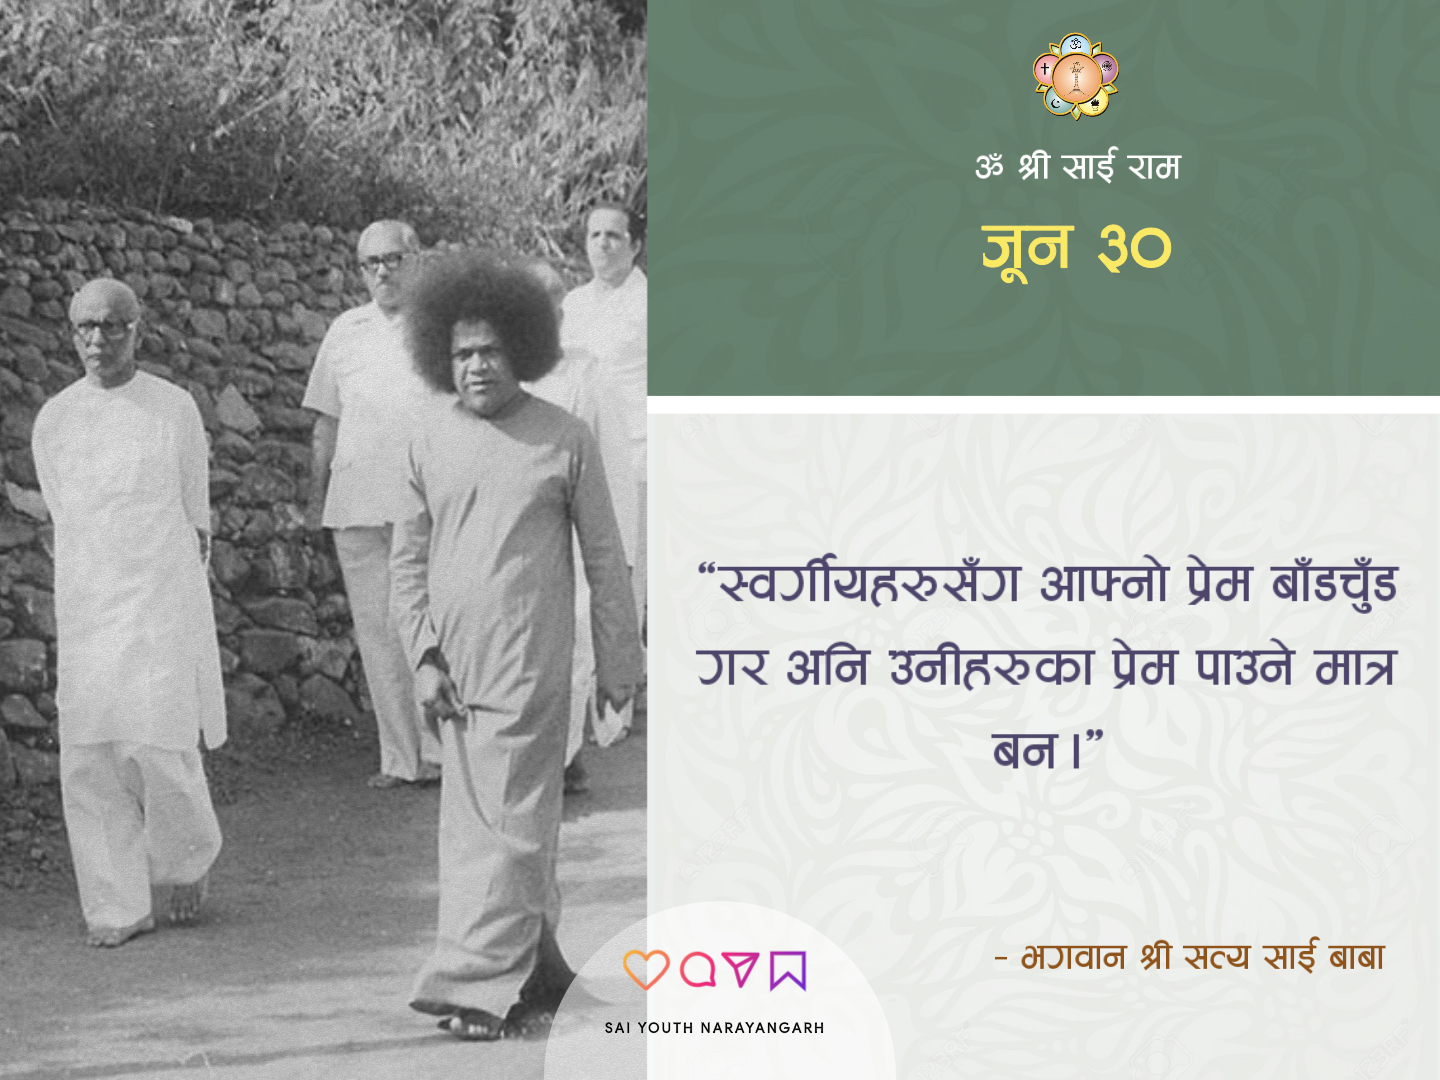 ॐ श्री साई राम
जून ३०
“स्वर्गीयहरुसँग आफ्नो प्रेम बाँडचुँड
गर अनि उनीहरुका प्रेम पाउने मात्र
बन ।”
- भगवान श्री सत्य साई बाबा
SAI YOUTH NARAYANGARH